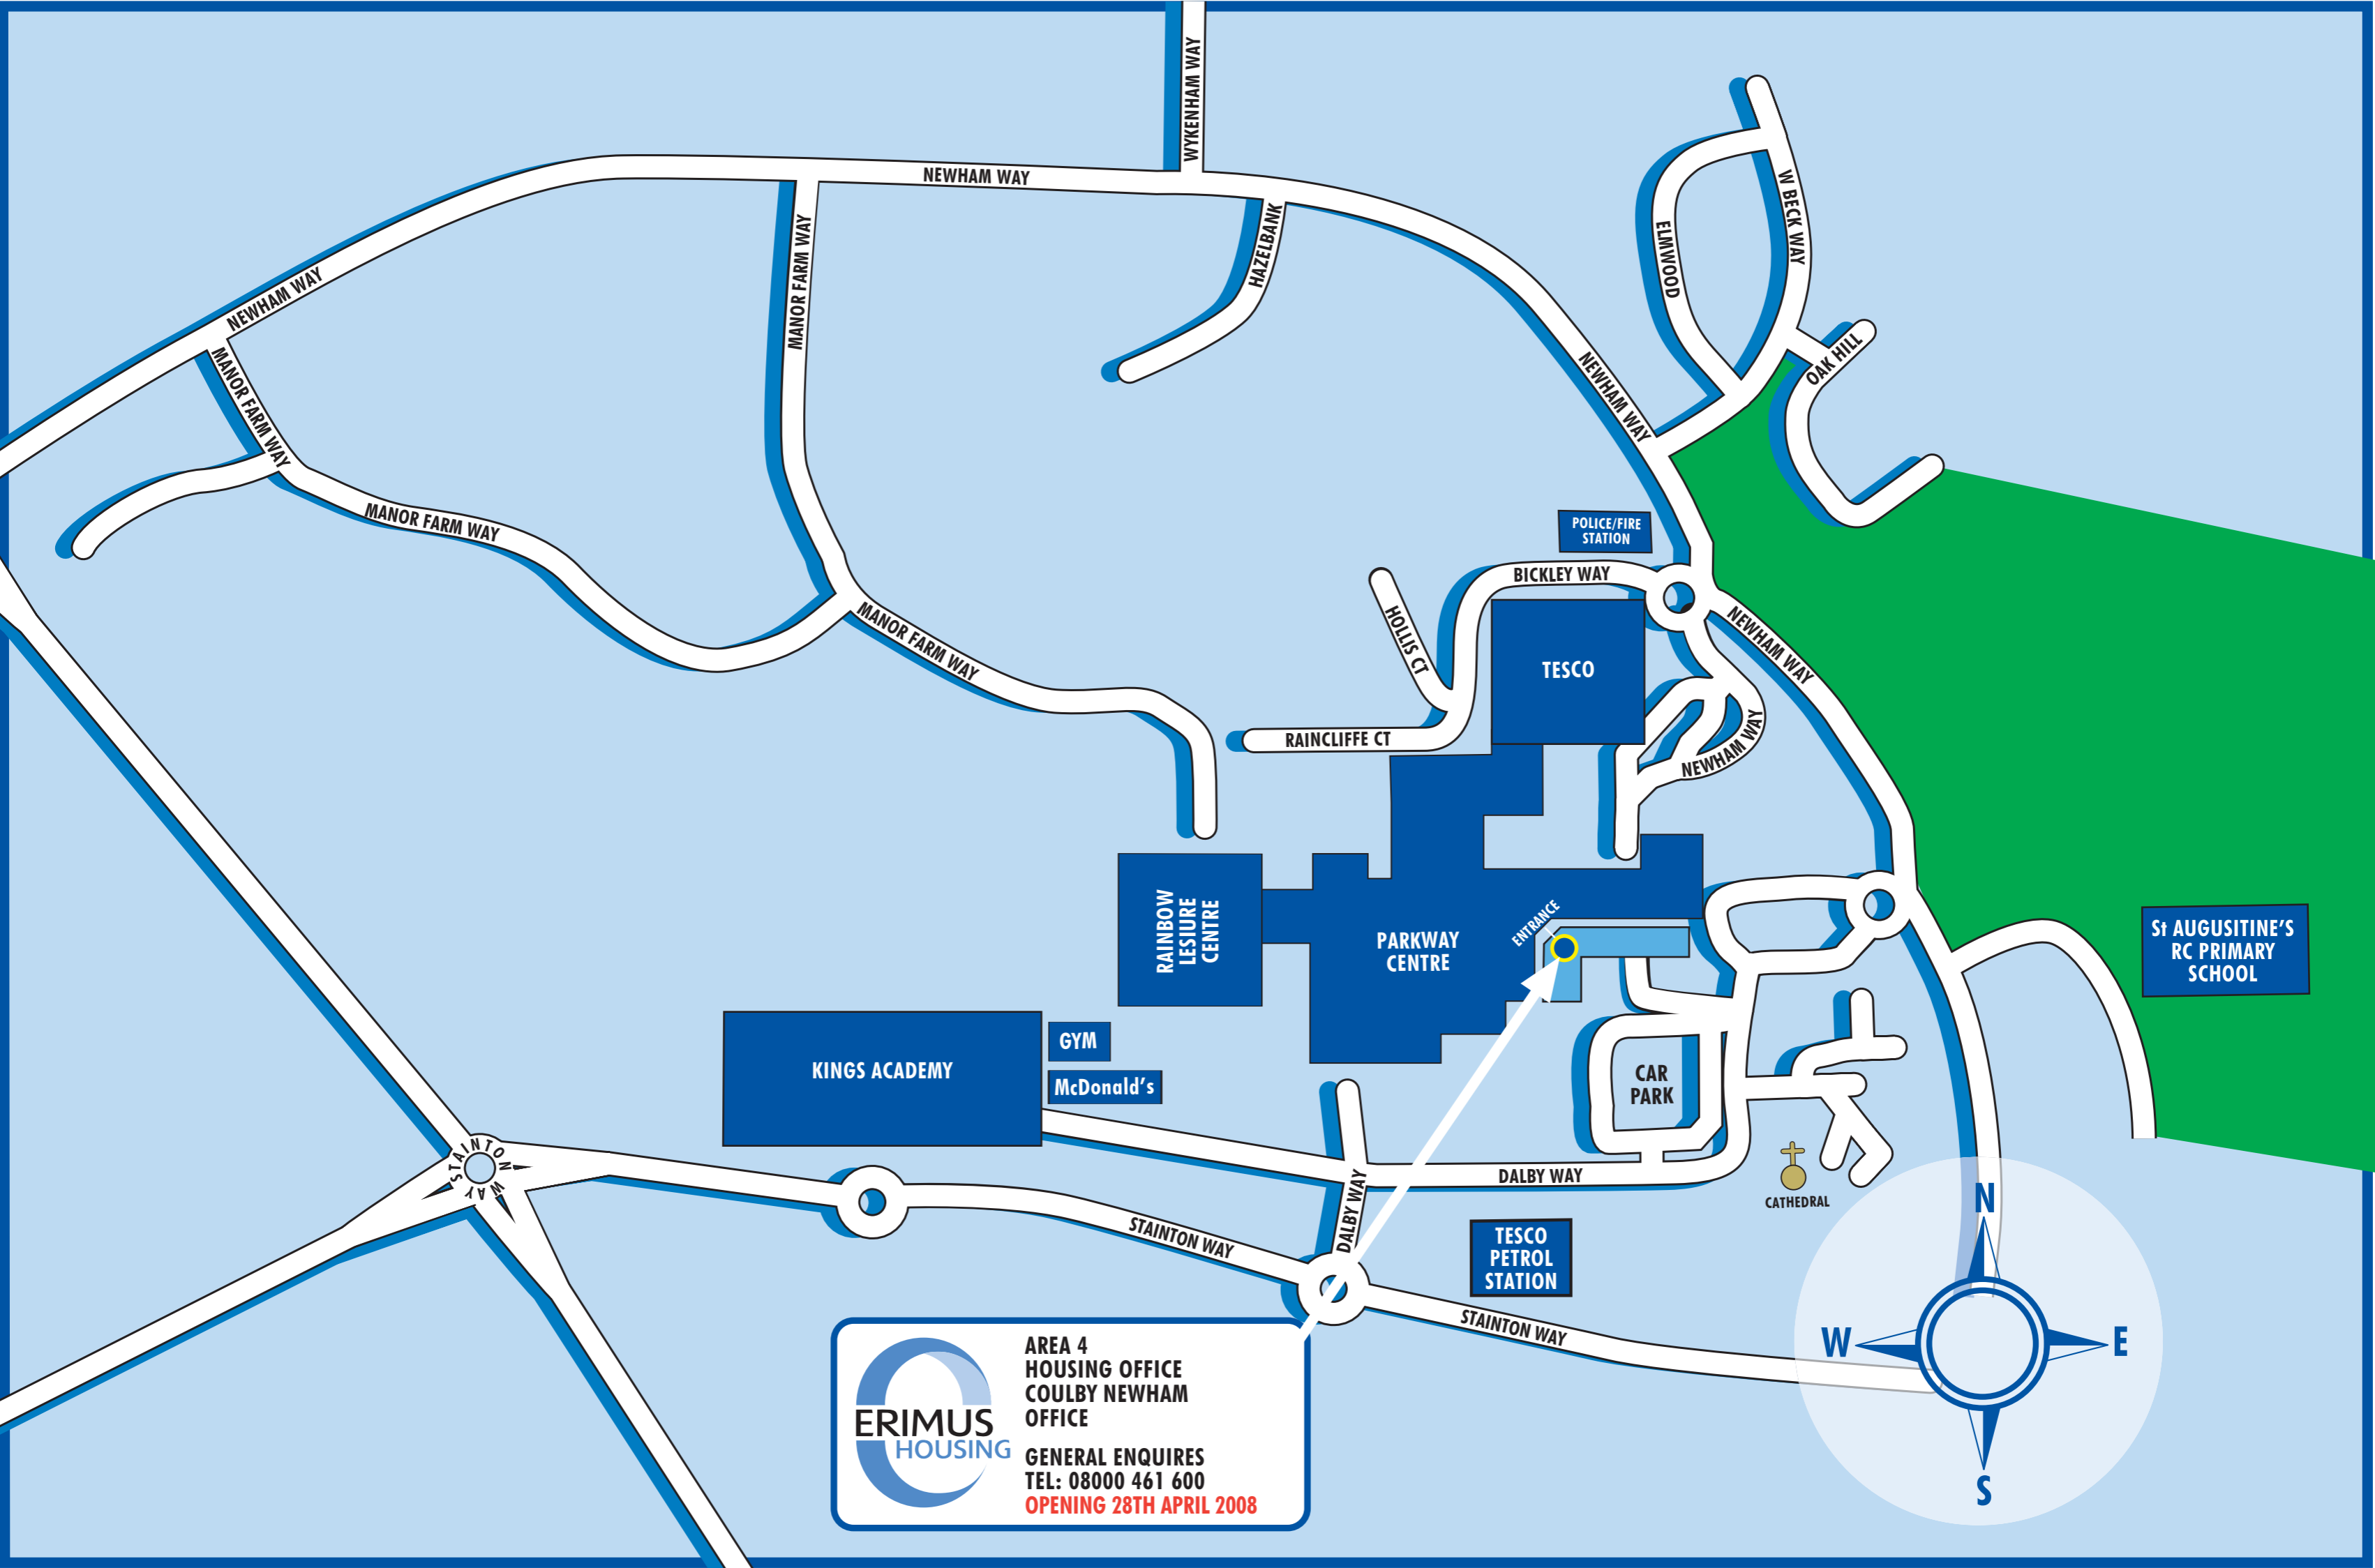 WYKENHAM WAY
NEWHAM WAY
W BECK WAY
ELMWOOD
HAZELBANK
MANOR FARM WAY
NEWHAM WAY
OAK HILL
NEWHAM WAY
MANOR FARM WAY
MANOR FARM WAY
POLICE/FIRE
STATION
BICKLEY WAY
HOLLIS CT
MANOR FARM WAY
NEWHAM WAY
TESCO
RAINCLIFFE CT
NEWHAM WAY
ENTRANCE
RAINBOW
LESIURE
CENTRE
PARKWAY
CENTRE
St AUGUSITINE'S
RC PRIMARY
SCHOOL
GYM
KINGS ACADEMY
McDonald's
CAR
PARK
STAINTON WAY
DALBY WAY
DALBY WAY
CATHEDRAL
STAINTON WAY
TESCO
PETROL
STATION
STAINTON WAY
N
W
E
S
ERIMUS
HOUSING
AREA 4
HOUSING OFFICE
COULBY NEWHAM
OFFICE
GENERAL ENQUIRES
TEL: 08000 461 600
OPENING 28TH APRIL 2008